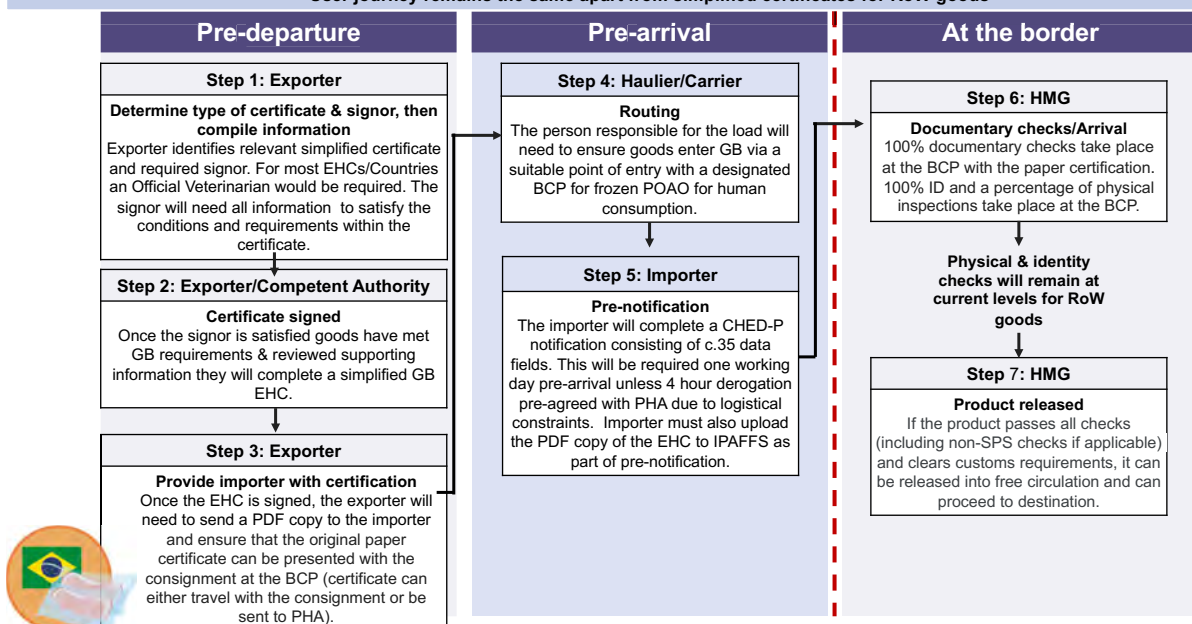 User journey remains the same apart from simplified certificates for RoW goods
Pre-departure
Step 1: Exporter
Determine type of certificate & signor, then
compile information
Exporter identifies relevant simplified certificate
and required signor. For most EHCs/Countries
an Official Veterinarian would be required. The
signor will need all information to satisfy the
conditions and requirements within the
certificate.
Step 2: Exporter/Competent Authority
Certificate signed
Once the signor is satisfied goods have met
GB requirements & reviewed supporting
information they will complete a simplified GB
EHC.
Step 3: Exporter
Provide importer with certification
Once the EHC is signed, the exporter will
need to send a PDF copy to the importer
and ensure that the original paper
certificate can be presented with the
consignment at the BCP (certificate can
either travel with the consignment or be
sent to PHA).
Pre-arrival
Step 4: Haulier/Carrier
Routing
The person responsible for the load will
need to ensure goods enter GB via a
suitable point of entry with a designated
BCP for frozen POAO for human
consumption.
Step 5: Importer
Pre-notification
The importer will complete a CHED-P
notification consisting of c.35 data
fields. This will be required one working
day pre-arrival unless 4 hour derogation
pre-agreed with PHA due to logistical
constraints. Importer must also upload
the PDF copy of the EHC to IPAFFS as
part of pre-notification.
At the border
Step 6: HMG
Documentary checks/Arrival
100% documentary checks take place
at the BCP with the paper certification.
100% ID and a percentage of physical
inspections take place at the BCP.
Physical & identity
checks will remain at
current levels for RoW
goods
Step 7: HMG
Product released
If the product passes all checks
(including non-SPS checks if applicable)
and clears customs requirements, it can
be released into free circulation and can
proceed to destination.